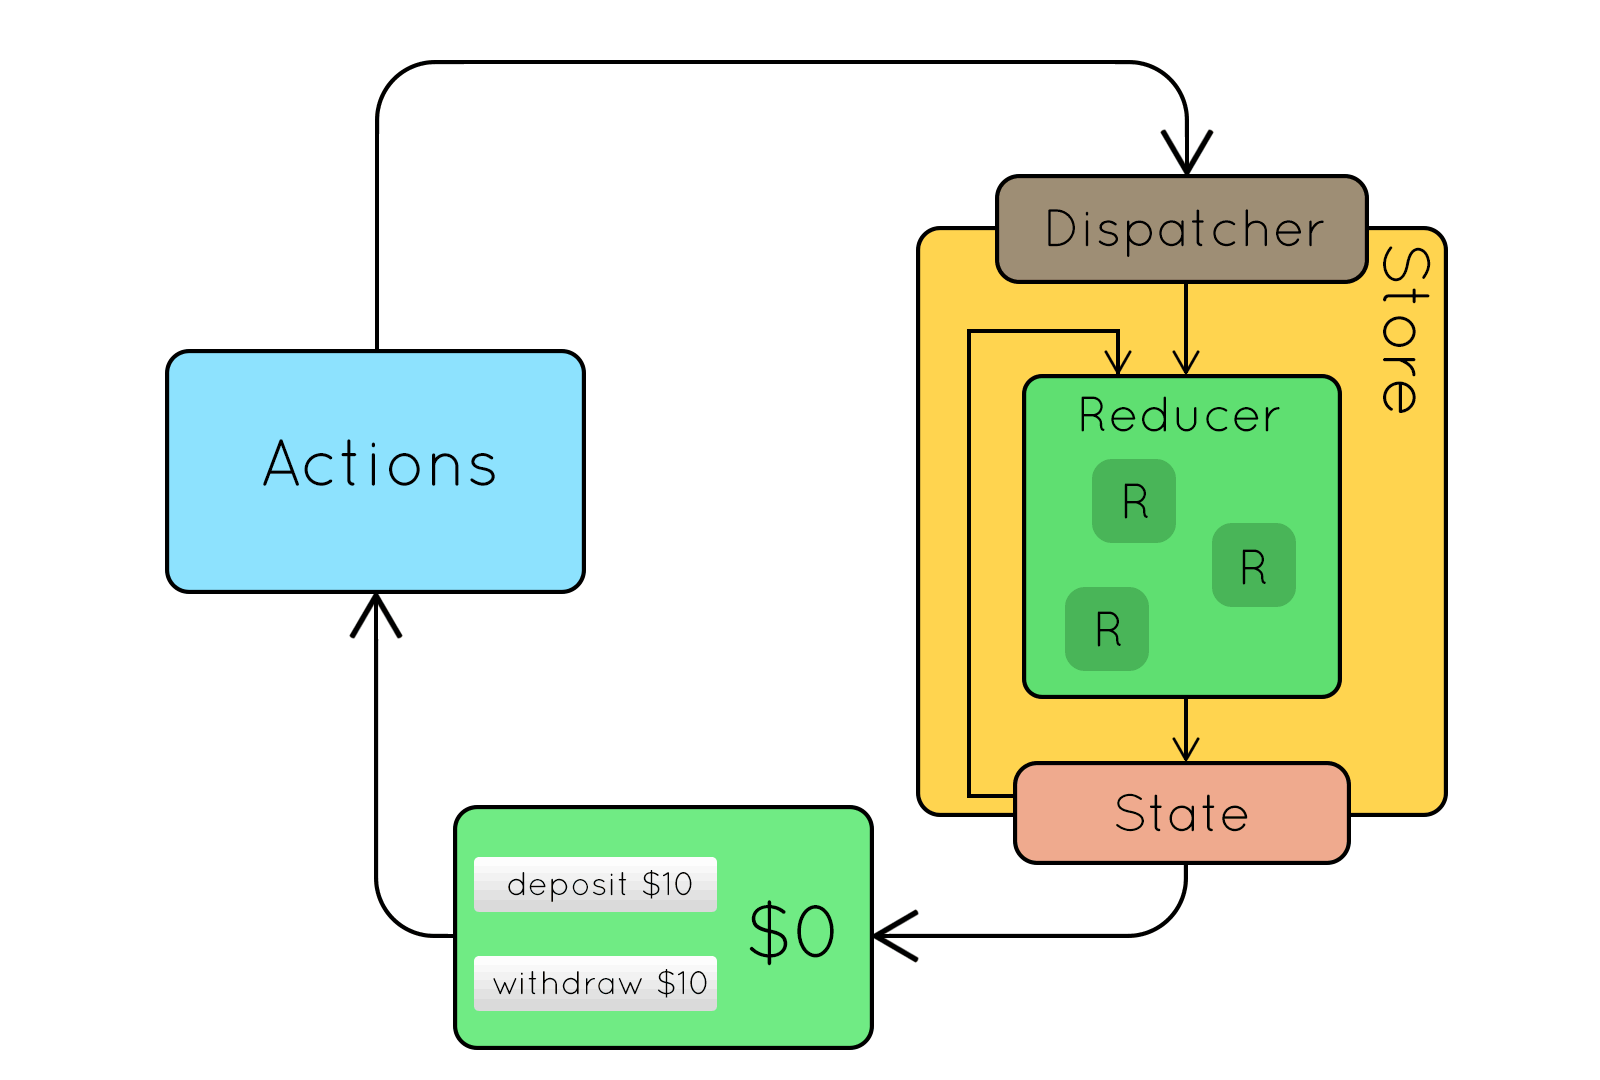 Dispatcher
Store
Reducer
Actions
R
R
R
State
deposit $10
$0
withdraw $10